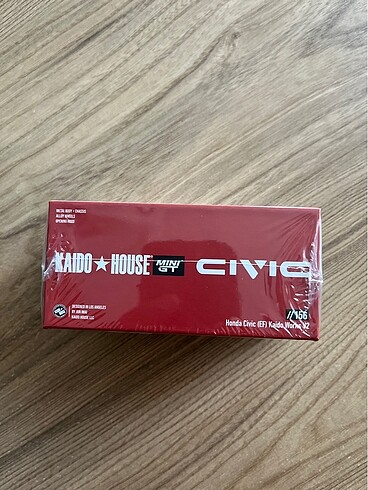 METAL BODY + CHASSIS
ALLOY WHEELS
OPENING HOOD
KAIDO★HOUSE MINI GT CIVIC
DESIGNED IN LOS ANGELES
BY JUN IMAI
KAIDO HOUSE LLC
//156
Honda Civic (EF) Kaido Works V2